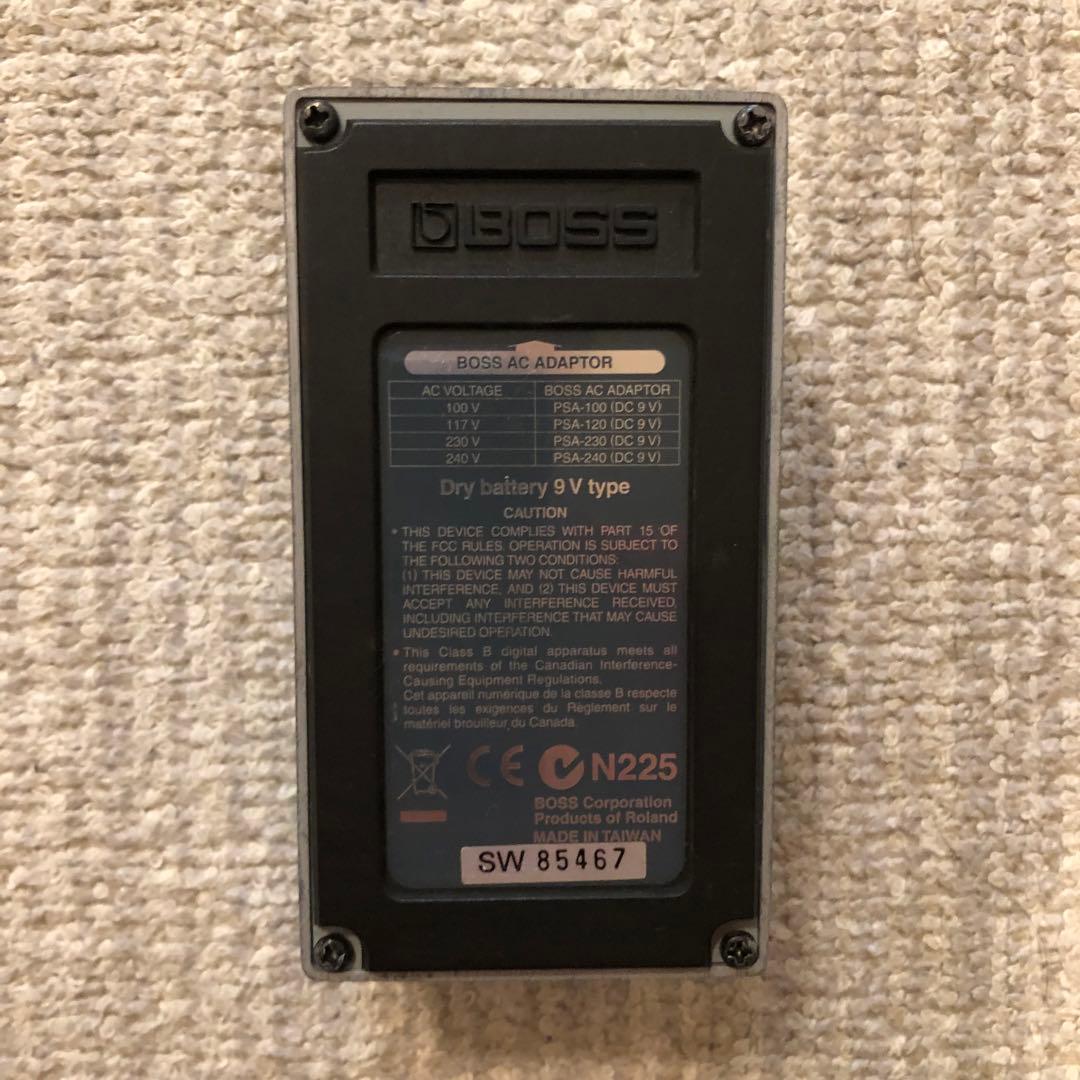 BOSS
BOSS AC ADAPTOR
AC VOLTAGE BOSS AC ADAPTOR
100 V PSA-100 (DC 9 V)
117 V PSA-120 (DC 9 V)
230 V PSA-230 (DC 9 V)
240 V PSA-240 (DC 9 V)
Dry battery 9 V type
CAUTION
• THIS DEVICE COMPLIES WITH PART 15 OF
THE FCC RULES. OPERATION IS SUBJECT TO
THE FOLLOWING TWO CONDITIONS:
(1) THIS DEVICE MAY NOT CAUSE HARMFUL
INTERFERENCE, AND (2) THIS DEVICE MUST
ACCEPT ANY INTERFERENCE RECEIVED,
INCLUDING INTERFERENCE THAT MAY CAUSE
UNDESIRED OPERATION.
• This Class B digital apparatus meets all
requirements of the Canadian Interference-
Causing Equipment Regulations.
Cet appareil numérique de la classe B respecte
toutes les exigences du Règlement sur le
matériel brouilleur du Canada.
CE N225
BOSS Corporation
Products of Roland
MADE IN TAIWAN
SW 85467